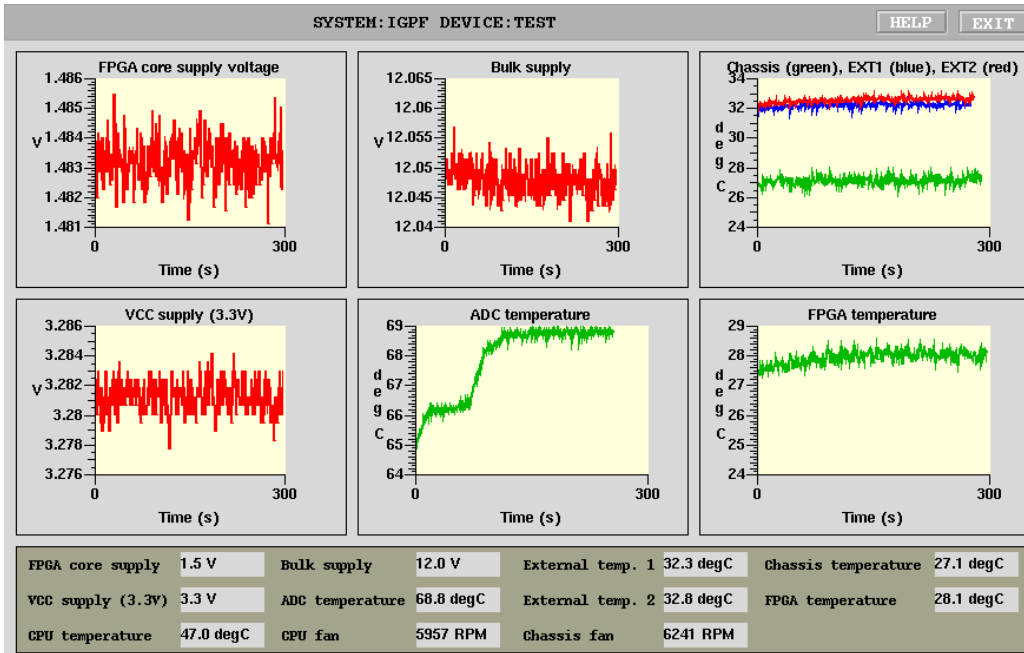 SYSTEM:IGPF DEVICE:TEST
HELP
EXIT
FPGA core supply voltage
1.486
1.485
1.484
1.483
1.482
1.481
V
0
300
Time (s)
Bulk supply
12.065
12.06
12.055
12.05
12.045
12.04
V
0
300
Time (s)
Chassis (green), EXT1 (blue), EXT2 (red)
34
32
30
28
26
24
deg C
0
300
Time (s)
VCC supply (3.3V)
3.286
3.284
3.282
3.28
3.278
3.276
V
0
300
Time (s)
ADC temperature
69
68
67
66
65
64
deg C
0
300
Time (s)
FPGA temperature
29
28
27
26
25
24
deg C
0
300
Time (s)
FPGA core supply 1.5 V Bulk supply 12.0 V External temp. 1 32.3 degC Chassis temperature 27.1 degC
VCC supply (3.3V) 3.3 V ADC temperature 68.8 degC External temp. 2 32.8 degC FPGA temperature 28.1 degC
CPU temperature 47.0 degC CPU fan 5957 RPM Chassis fan 6241 RPM